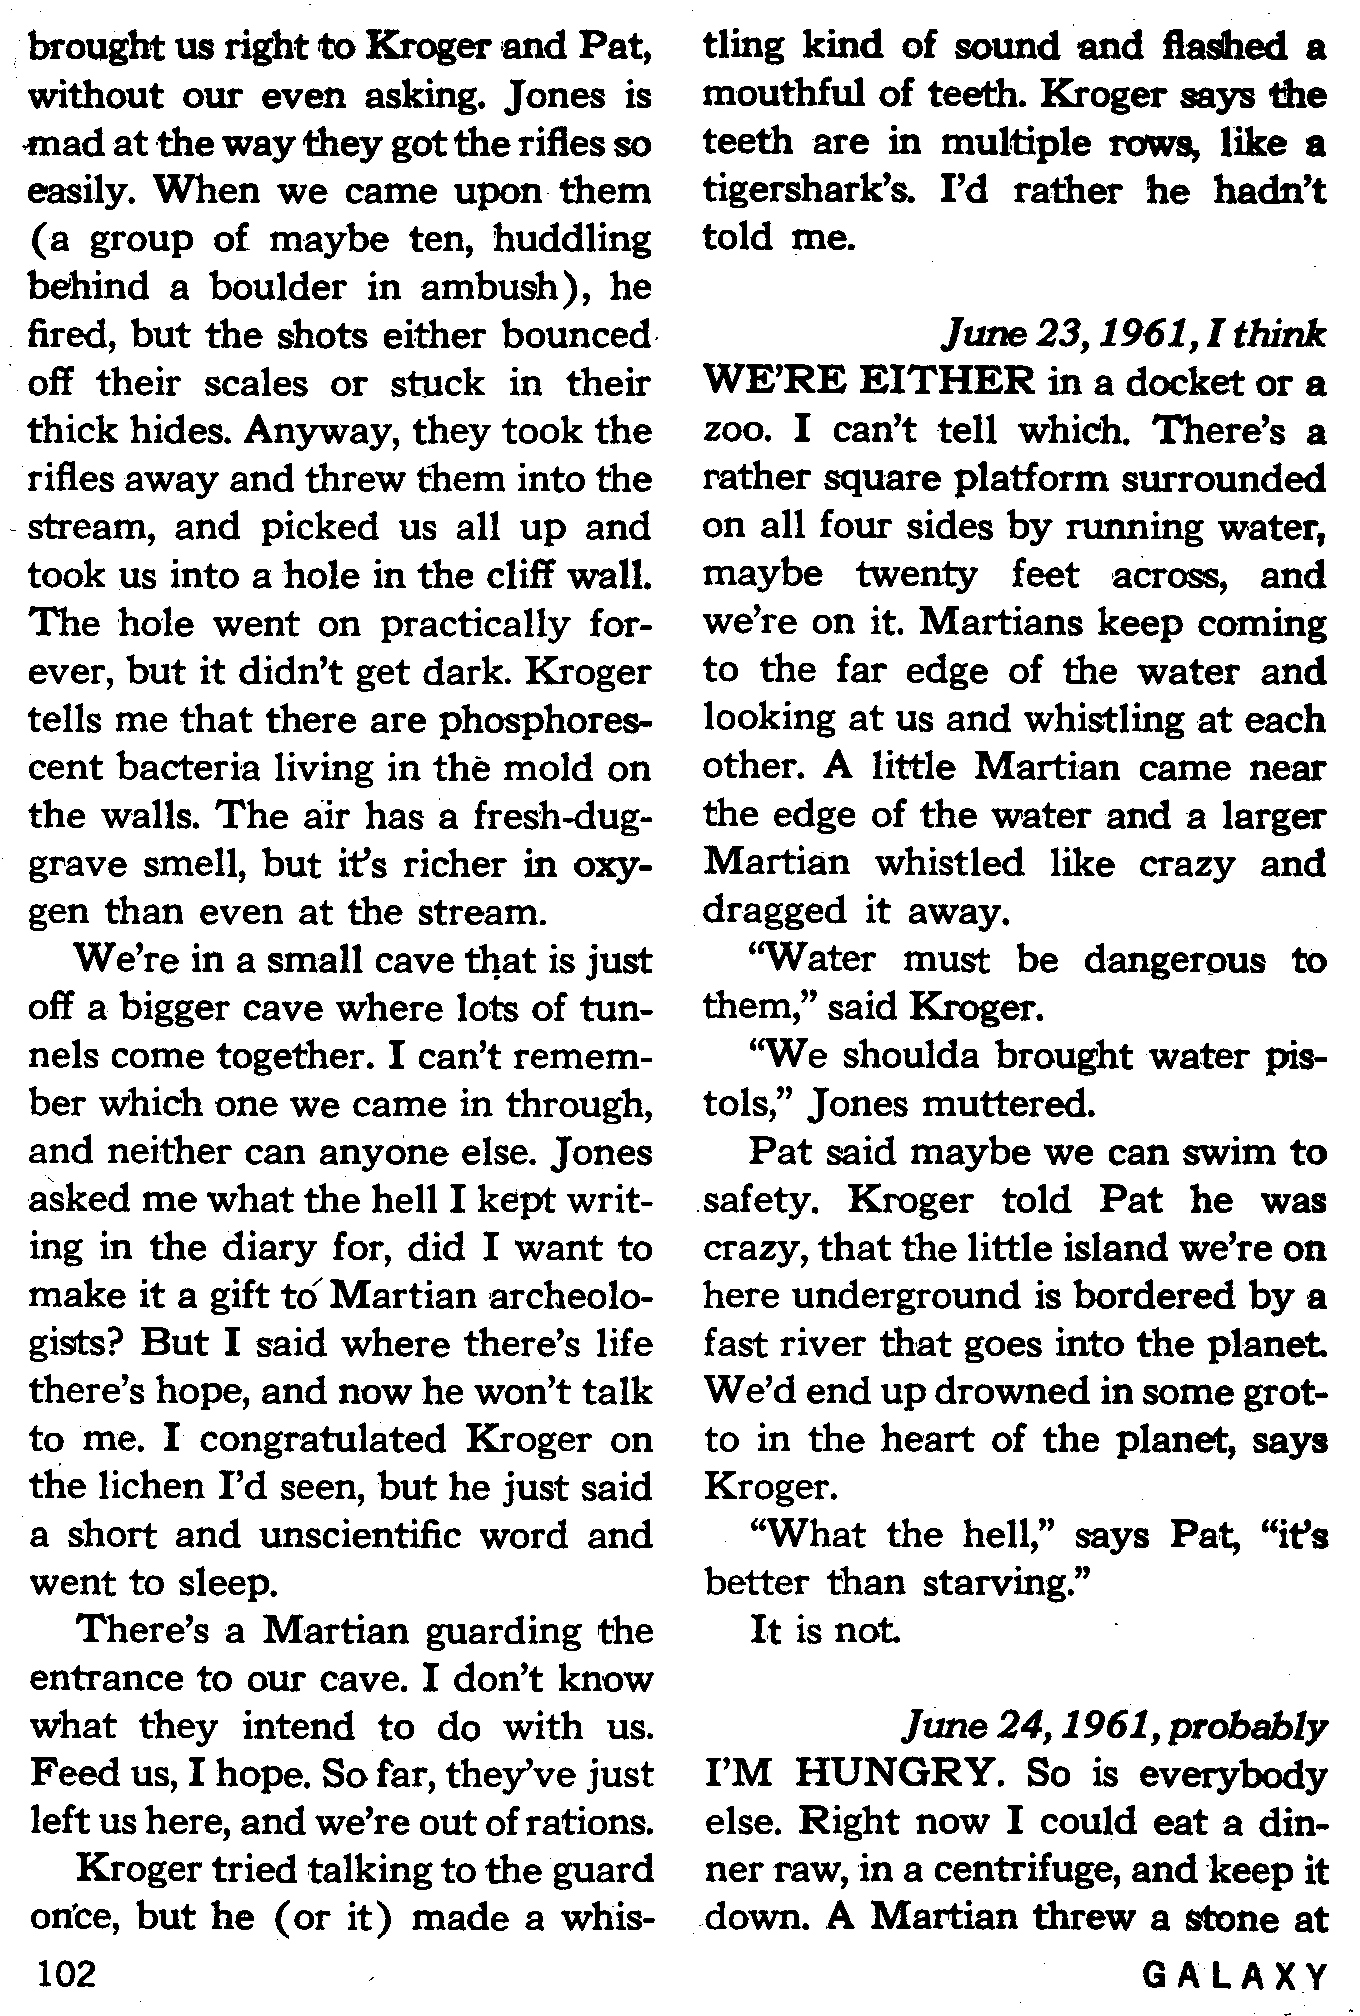 brought us right to Kroger and Pat,
without our even asking. Jones is
mad at the way they got the rifles so
easily. When we came upon them
(a group of maybe ten, huddling
behind a boulder in ambush), he
fired, but the shots either bounced
off their scales or stuck in their
thick hides. Anyway, they took the
rifles away and threw them into the
stream, and picked us all up and
took us into a hole in the cliff wall.
The hole went on practically for-
ever, but it didn't get dark. Kroger
tells me that there are phosphores-
cent bacteria living in the mold on
the walls. The air has a fresh-dug-
grave smell, but it's richer in oxy-
gen than even at the stream.
We're in a small cave that is just
off a bigger cave where lots of tun-
nels come together. I can't remem-
ber which one we came in through,
and neither can anyone else. Jones
asked me what the hell I kept writ-
ing in the diary for, did I want to
make it a gift to Martian archeolo-
gists? But I said where there's life
there's hope, and now he won't talk
to me. I congratulated Kroger on
the lichen I'd seen, but he just said
a short and unscientific word and
went to sleep.
There's a Martian guarding the
entrance to our cave. I don't know
what they intend to do with us.
Feed us, I hope. So far, they've just
left us here, and we're out of rations.
Kroger tried talking to the guard
once, but he (or it) made a whis-
tling kind of sound and flashed a
mouthful of teeth. Kroger says the
teeth are in multiple rows, like a
tigershark's. I'd rather he hadn't
told me.
June 23, 1961, I think
WE'RE EITHER in a docket or a
zoo. I can't tell which. There's a
rather square platform surrounded
on all four sides by running water,
maybe twenty feet across, and
we're on it. Martians keep coming
to the far edge of the water and
looking at us and whistling at each
other. A little Martian came near
the edge of the water and a larger
Martian whistled like crazy and
dragged it away.
"Water must be dangerous to
them," said Kroger.
"We shoulda brought water pis-
tols," Jones muttered.
Pat said maybe we can swim to
safety. Kroger told Pat he was
crazy, that the little island we're on
here underground is bordered by a
fast river that goes into the planet.
We'd end up drowned in some grot-
to in the heart of the planet, says
Kroger.
"What the hell," says Pat, "it's
better than starving."
It is not.
June 24, 1961, probably
I'M HUNGRY. So is everybody
else. Right now I could eat a din-
ner raw, in a centrifuge, and keep it
down. A Martian threw a stone at
102
GALAXY